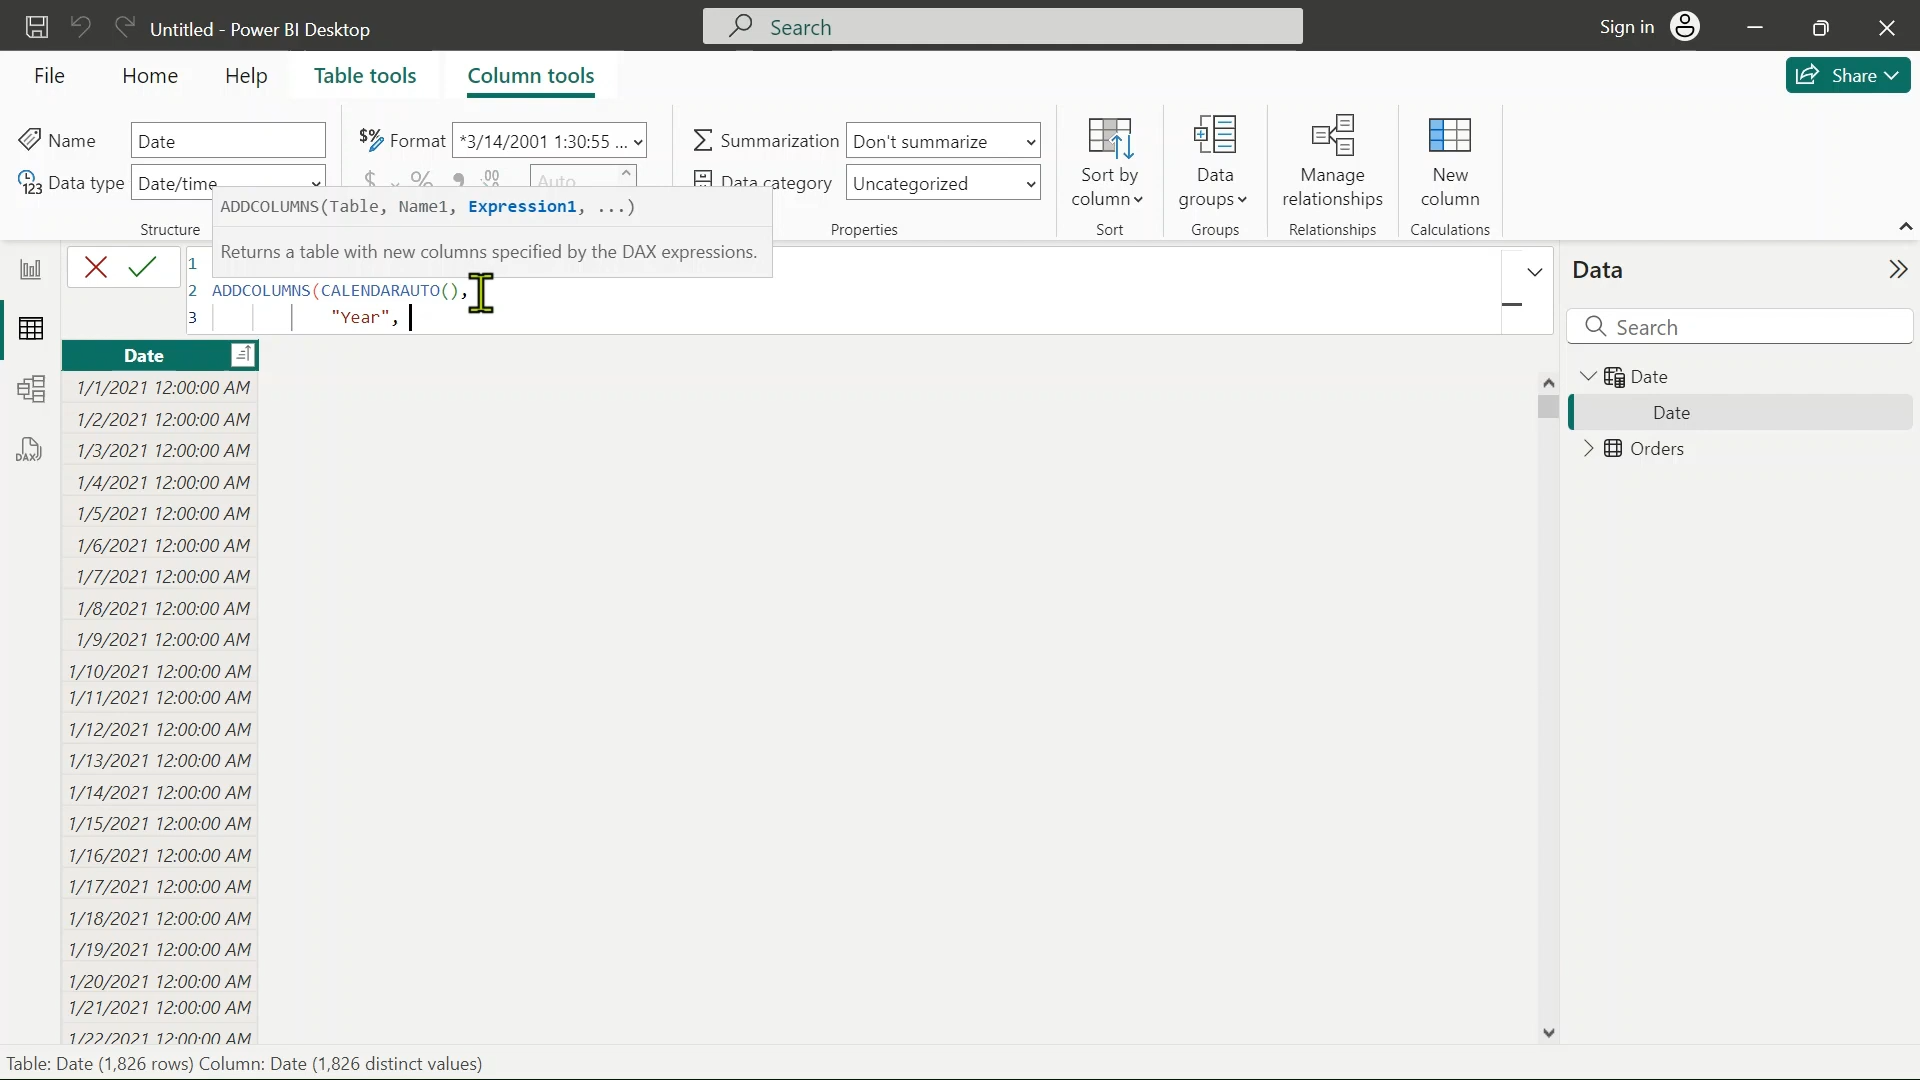 Untitled - Power BI Desktop
Search
Sign in
File Home Help Table tools Column tools
Share
Name Date
$% Format *3/14/2001 1:30:55 ...
Summarization Don't summarize
Data type Date/time
$ % 9 .00 Auto
Data category Uncategorized
Sort by column
Data groups
Manage relationships
New column
Structure
Properties
Sort
Groups
Relationships
Calculations
ADDCOLUMNS(Table, Name1, Expression1, ...)
Returns a table with new columns specified by the DAX expressions.
1
2 ADDCOLUMNS(CALENDARAUTO(),
3 "Year",
Data
Search
Date
Date
Orders
DAX
Date
1/1/2021 12:00:00 AM
1/2/2021 12:00:00 AM
1/3/2021 12:00:00 AM
1/4/2021 12:00:00 AM
1/5/2021 12:00:00 AM
1/6/2021 12:00:00 AM
1/7/2021 12:00:00 AM
1/8/2021 12:00:00 AM
1/9/2021 12:00:00 AM
1/10/2021 12:00:00 AM
1/11/2021 12:00:00 AM
1/12/2021 12:00:00 AM
1/13/2021 12:00:00 AM
1/14/2021 12:00:00 AM
1/15/2021 12:00:00 AM
1/16/2021 12:00:00 AM
1/17/2021 12:00:00 AM
1/18/2021 12:00:00 AM
1/19/2021 12:00:00 AM
1/20/2021 12:00:00 AM
1/21/2021 12:00:00 AM
1/22/2021 12:00:00 AM
Table: Date (1,826 rows) Column: Date (1,826 distinct values)